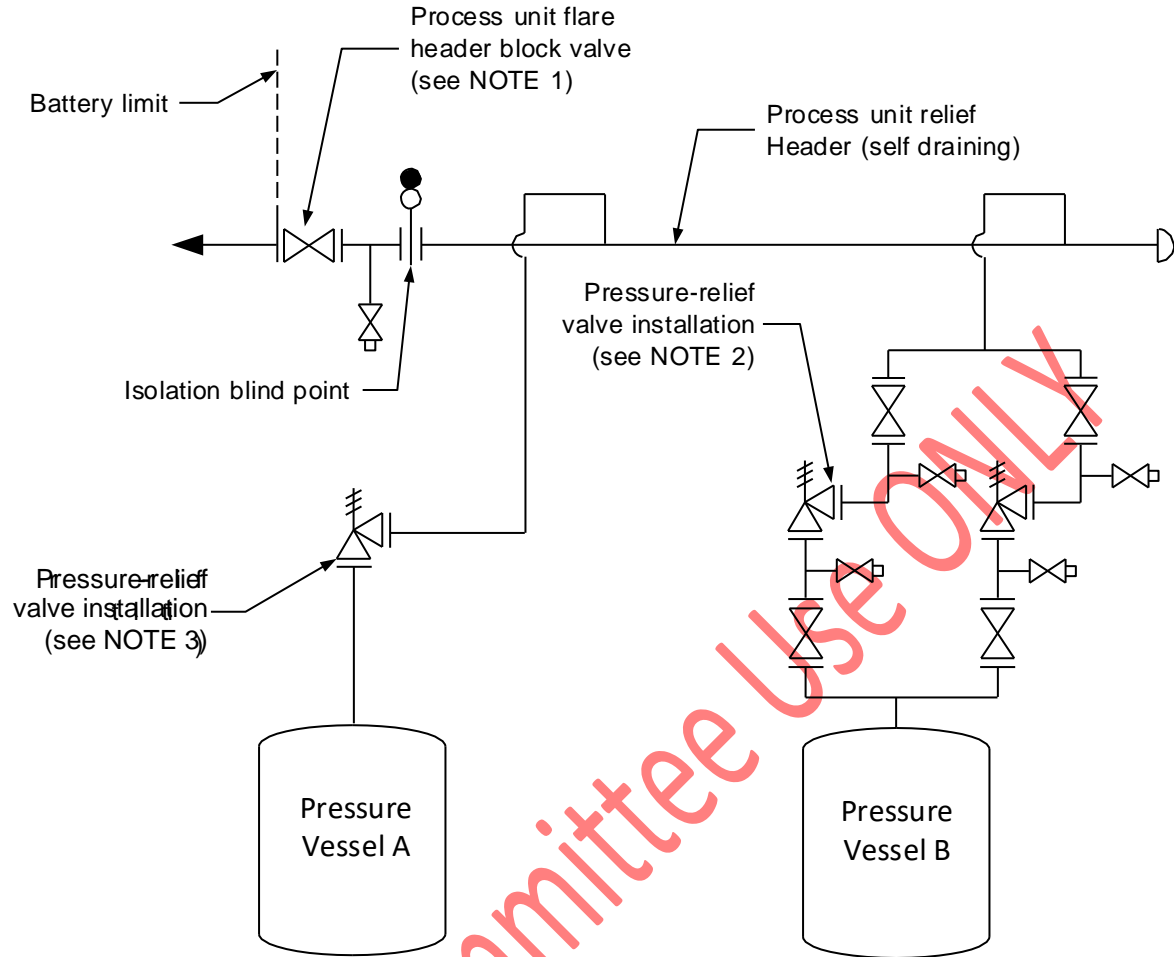 Process unit flare
header block valve
(see NOTE 1)
Battery limit
Process unit relief
Header (self draining)
Pressure-relief
valve installation
(see NOTE 2)
Isolation blind point
Pressure-relief
valve installation
(see NOTE 3)
Pressure
Vessel A
Pressure
Vessel B
mmittee Use ONLY